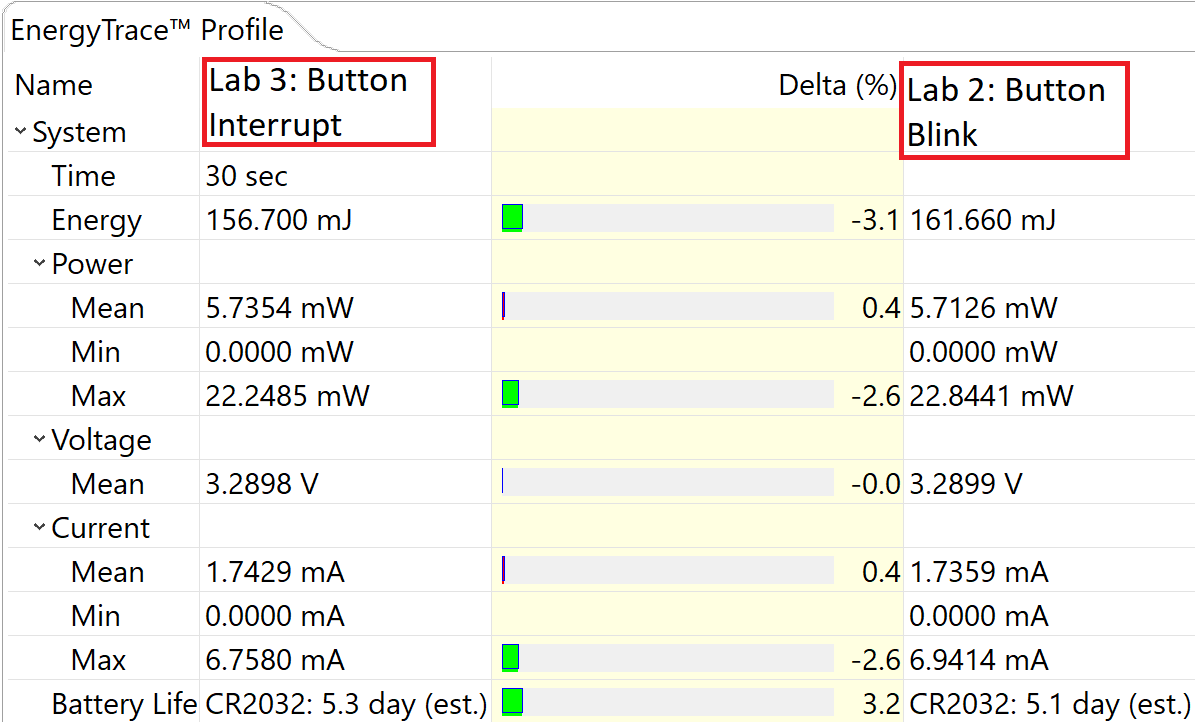 EnergyTrace™ Profile
Name Lab 3: Button Interrupt Delta (%) Lab 2: Button Blink
System
Time 30 sec
Energy 156.700 mJ -3.1 161.660 mJ
Power
Mean 5.7354 mW 0.4 5.7126 mW
Min 0.0000 mW 0.0000 mW
Max 22.2485 mW -2.6 22.8441 mW
Voltage
Mean 3.2898 V -0.0 3.2899 V
Current
Mean 1.7429 mA 0.4 1.7359 mA
Min 0.0000 mA 0.0000 mA
Max 6.7580 mA -2.6 6.9414 mA
Battery Life CR2032: 5.3 day (est.) 3.2 CR2032: 5.1 day (est.)